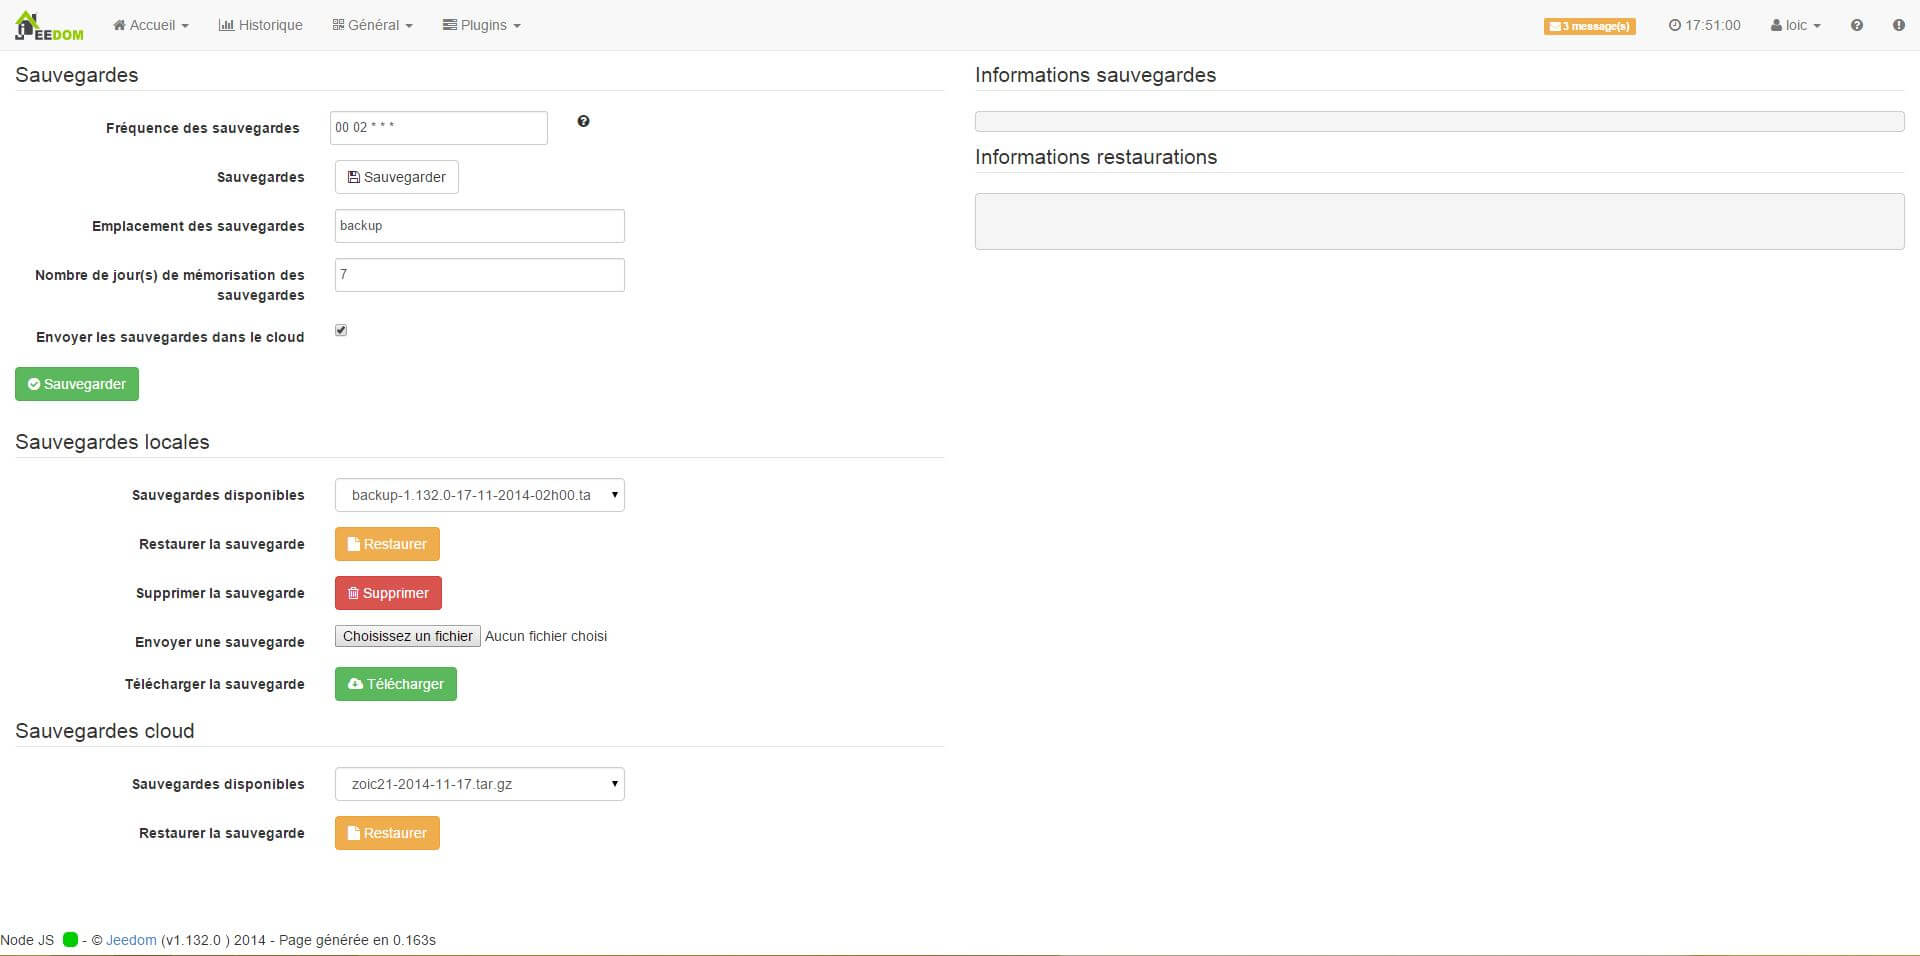 JEEDOM Accueil Historique Général Plugins 3 message(s) 17:51:00 loic
Sauvegardes
Fréquence des sauvegardes 00 02 * * *
Sauvegardes Sauvegarder
Emplacement des sauvegardes backup
Nombre de jour(s) de mémorisation des
sauvegardes 7
Envoyer les sauvegardes dans le cloud
Sauvegarder
Sauvegardes locales
Sauvegardes disponibles backup-1.132.0-17-11-2014-02h00.ta
Restaurer la sauvegarde Restaurer
Supprimer la sauvegarde Supprimer
Envoyer une sauvegarde Choisissez un fichier Aucun fichier choisi
Télécharger la sauvegarde Télécharger
Sauvegardes cloud
Sauvegardes disponibles zoic21-2014-11-17.tar.gz
Restaurer la sauvegarde Restaurer
Informations sauvegardes
Informations restaurations
Node JS - © Jeedom (v1.132.0 ) 2014 - Page générée en 0.163s